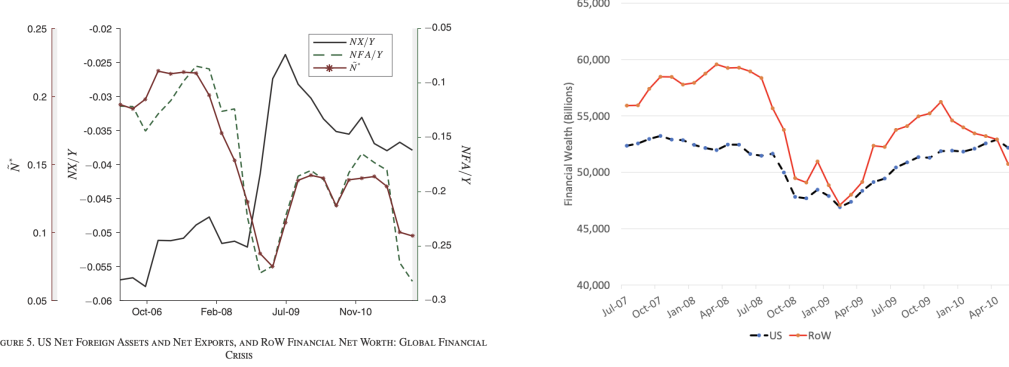 0.25
0.2
0.15
0.1
0.05
N̄*
-0.02
-0.025
-0.03
-0.035
-0.04
-0.045
-0.05
-0.055
-0.06
NX/Y
NX/Y
NFA/Y
N̄*
-0.05
-0.1
-0.15
-0.2
-0.25
-0.3
NFA/Y
Oct-06 Feb-08 Jul-09 Nov-10
GURE 5. US NET FOREIGN ASSETS AND NET EXPORTS, AND ROW FINANCIAL NET WORTH: GLOBAL FINANCIAL
CRISIS
65,000
60,000
55,000
50,000
45,000
40,000
Financial Wealth (Billions)
Jul-07 Oct-07 Jan-08 Apr-08 Jul-08 Oct-08 Jan-09 Apr-09 Jul-09 Oct-09 Jan-10 Apr-10
US RoW